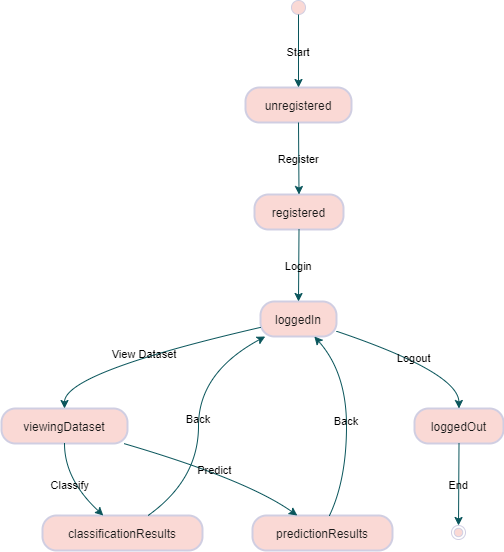 Start
unregistered
Register
registered
Login
loggedIn
View Dataset
Logout
viewingDataset
Back
Back
loggedOut
Classify
Predict
End
classificationResults
predictionResults